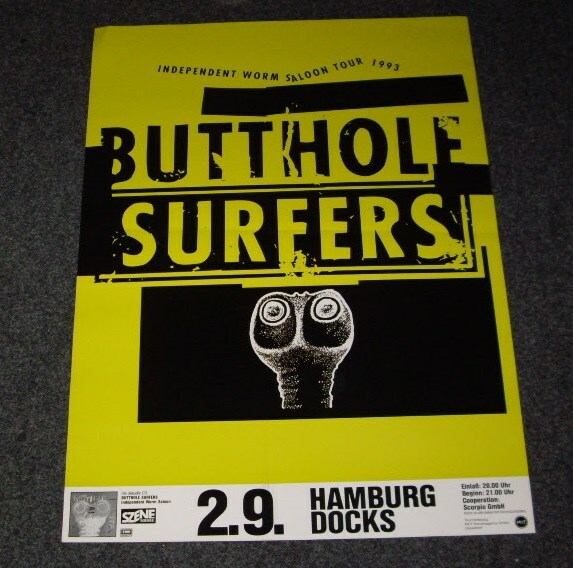 INDEPENDENT WORM SALOON TOUR 1993
BUTTHOLE
SURFERS
BUTTHOLE SURFERS
Independent Worm Saloon
SZENE
EMI
2.9.
HAMBURG
DOCKS
Einlaß: 20.00 Uhr
Beginn: 21.00 Uhr
Cooperation:
Scorpio GmbH